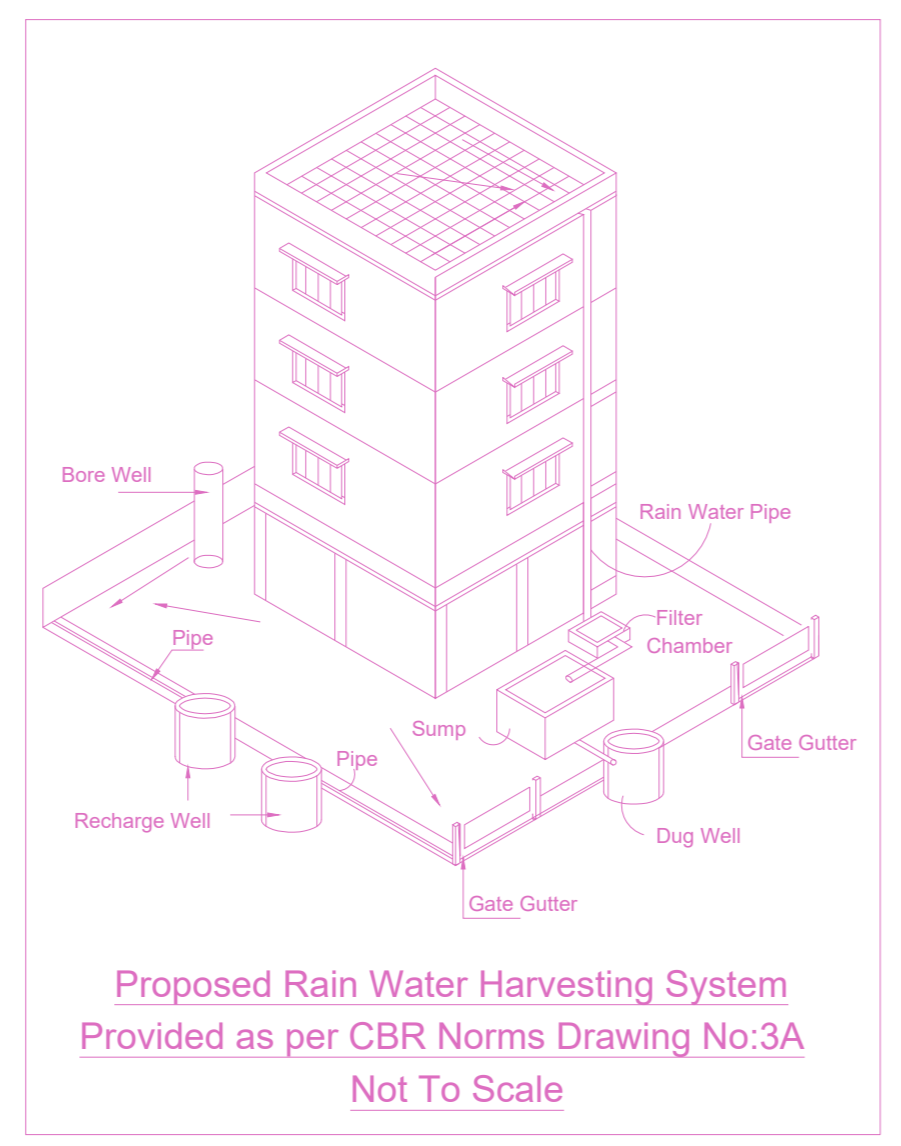 Bore Well
Rain Water Pipe
Filter
Chamber
Pipe
Sump
Gate Gutter
Pipe
Recharge Well
Dug Well
Gate Gutter
Proposed Rain Water Harvesting System
Provided as per CBR Norms Drawing No:3A
Not To Scale